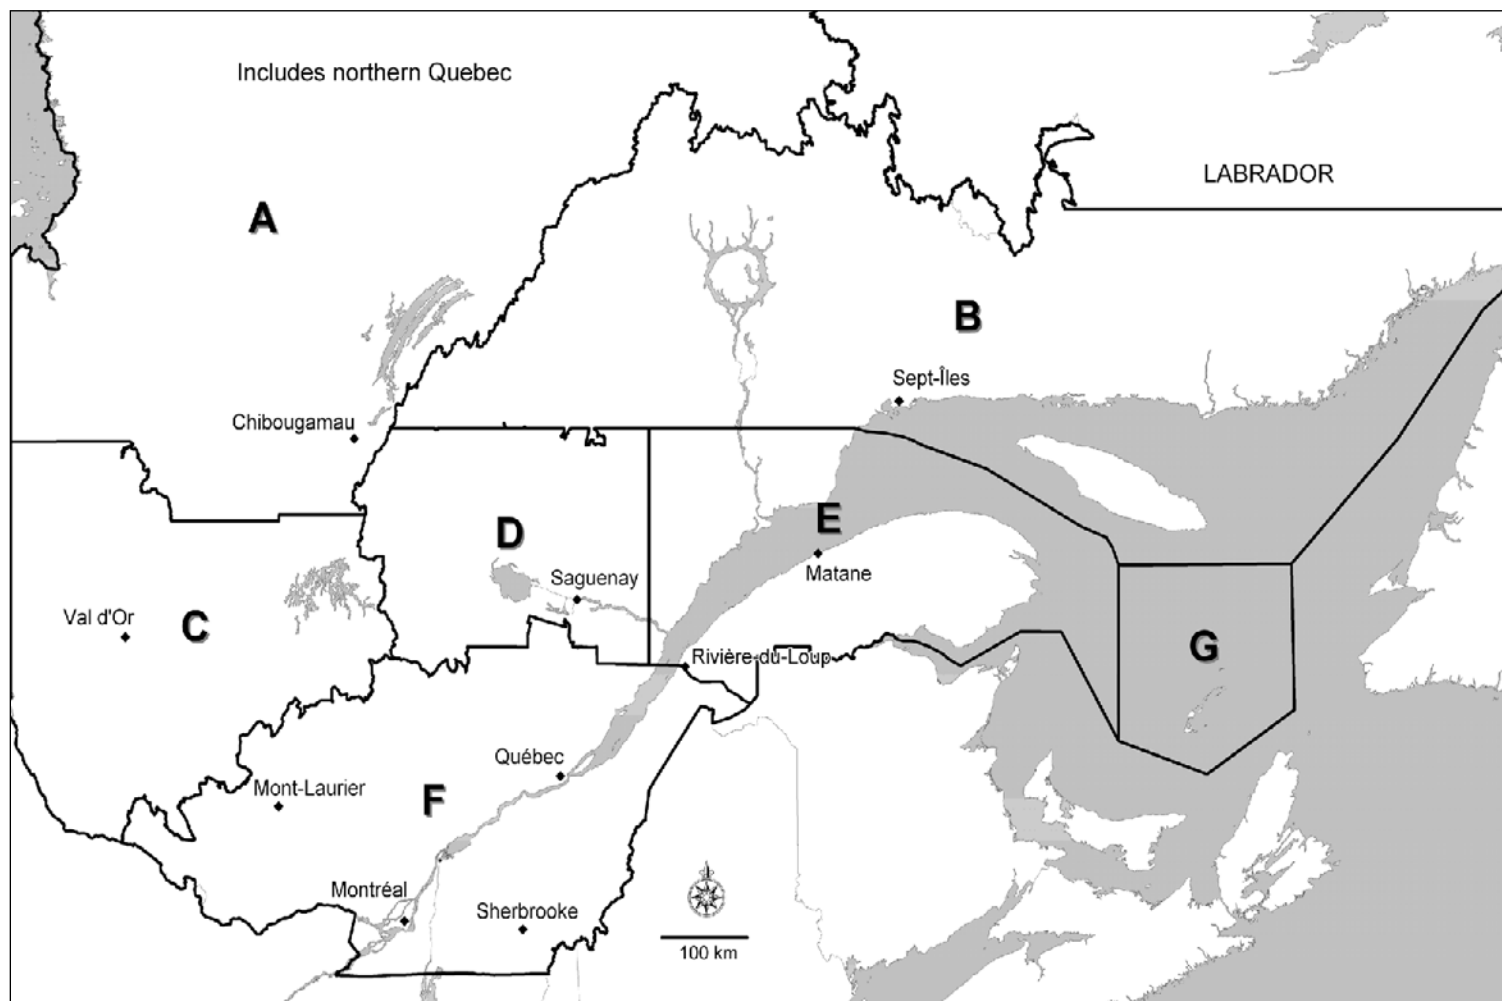 Includes northern Quebec
LABRADOR
A
B
Sept-Îles
Chibougamau
D
E
Saguenay
Matane
Val d'Or
C
G
Rivière-du-Loup
Québec
Mont-Laurier
F
Montréal
Sherbrooke
100 km